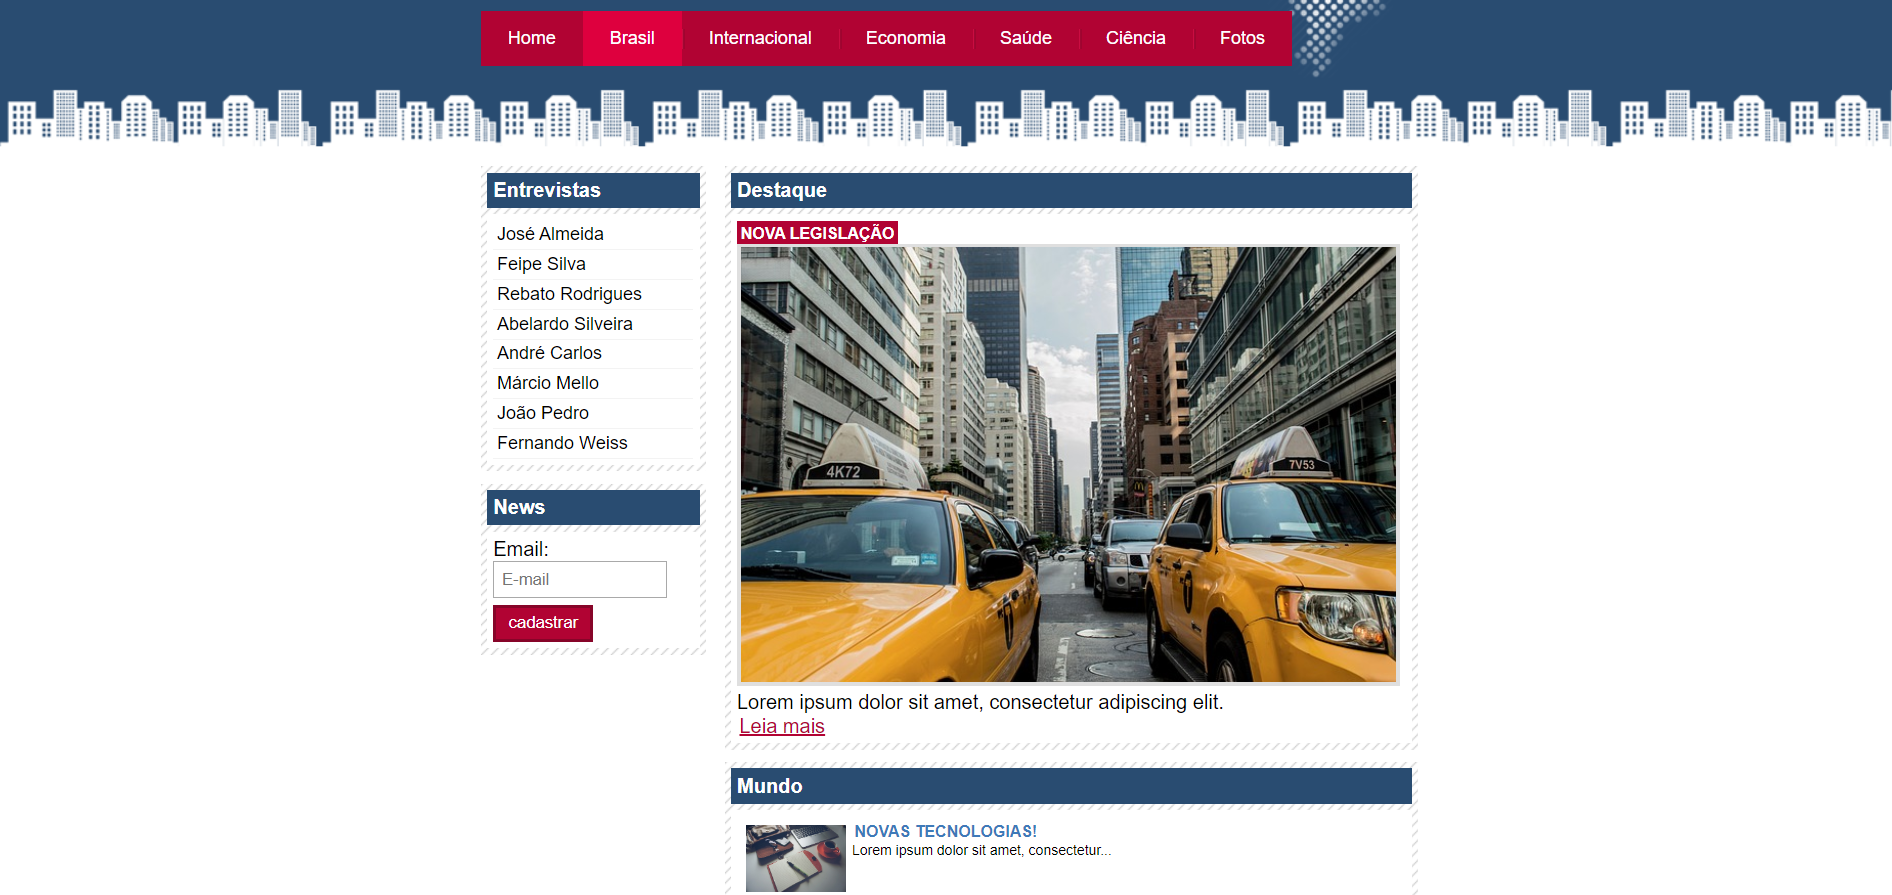 Home Brasil Internacional Economia Saúde Ciência Fotos
Entrevistas
José Almeida
Feipe Silva
Rebato Rodrigues
Abelardo Silveira
André Carlos
Márcio Mello
João Pedro
Fernando Weiss
News
Email:
E-mail
cadastrar
Destaque
NOVA LEGISLAÇÃO
4K72
7V53
Lorem ipsum dolor sit amet, consectetur adipiscing elit.
Leia mais
Mundo
NOVAS TECNOLOGIAS!
Lorem ipsum dolor sit amet, consectetur...